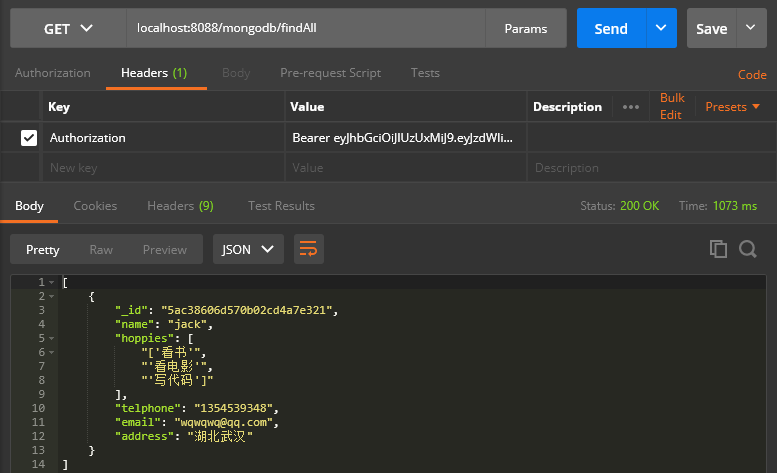 GET localhost:8088/mongodb/findAll Params Send Save
Authorization Headers (1) Body Pre-request Script Tests Code
Key Value Description ••• Bulk Edit Presets
Authorization Bearer eyJhbGciOiJIUzUxMiJ9.eyJzdWIi...
New key Value Description
Body Cookies Headers (9) Test Results Status: 200 OK Time: 1073 ms
Pretty Raw Preview JSON
1 [
2 {
3 "_id": "5ac38606d570b02cd4a7e321",
4 "name": "jack",
5 "hoppies": [
6 "['看书'",
7 "'看电影'",
8 "'写代码']"
9 ],
10 "telphone": "1354539348",
11 "email": "wqwqwq@qq.com",
12 "address": "湖北武汉"
13 }
14 ]